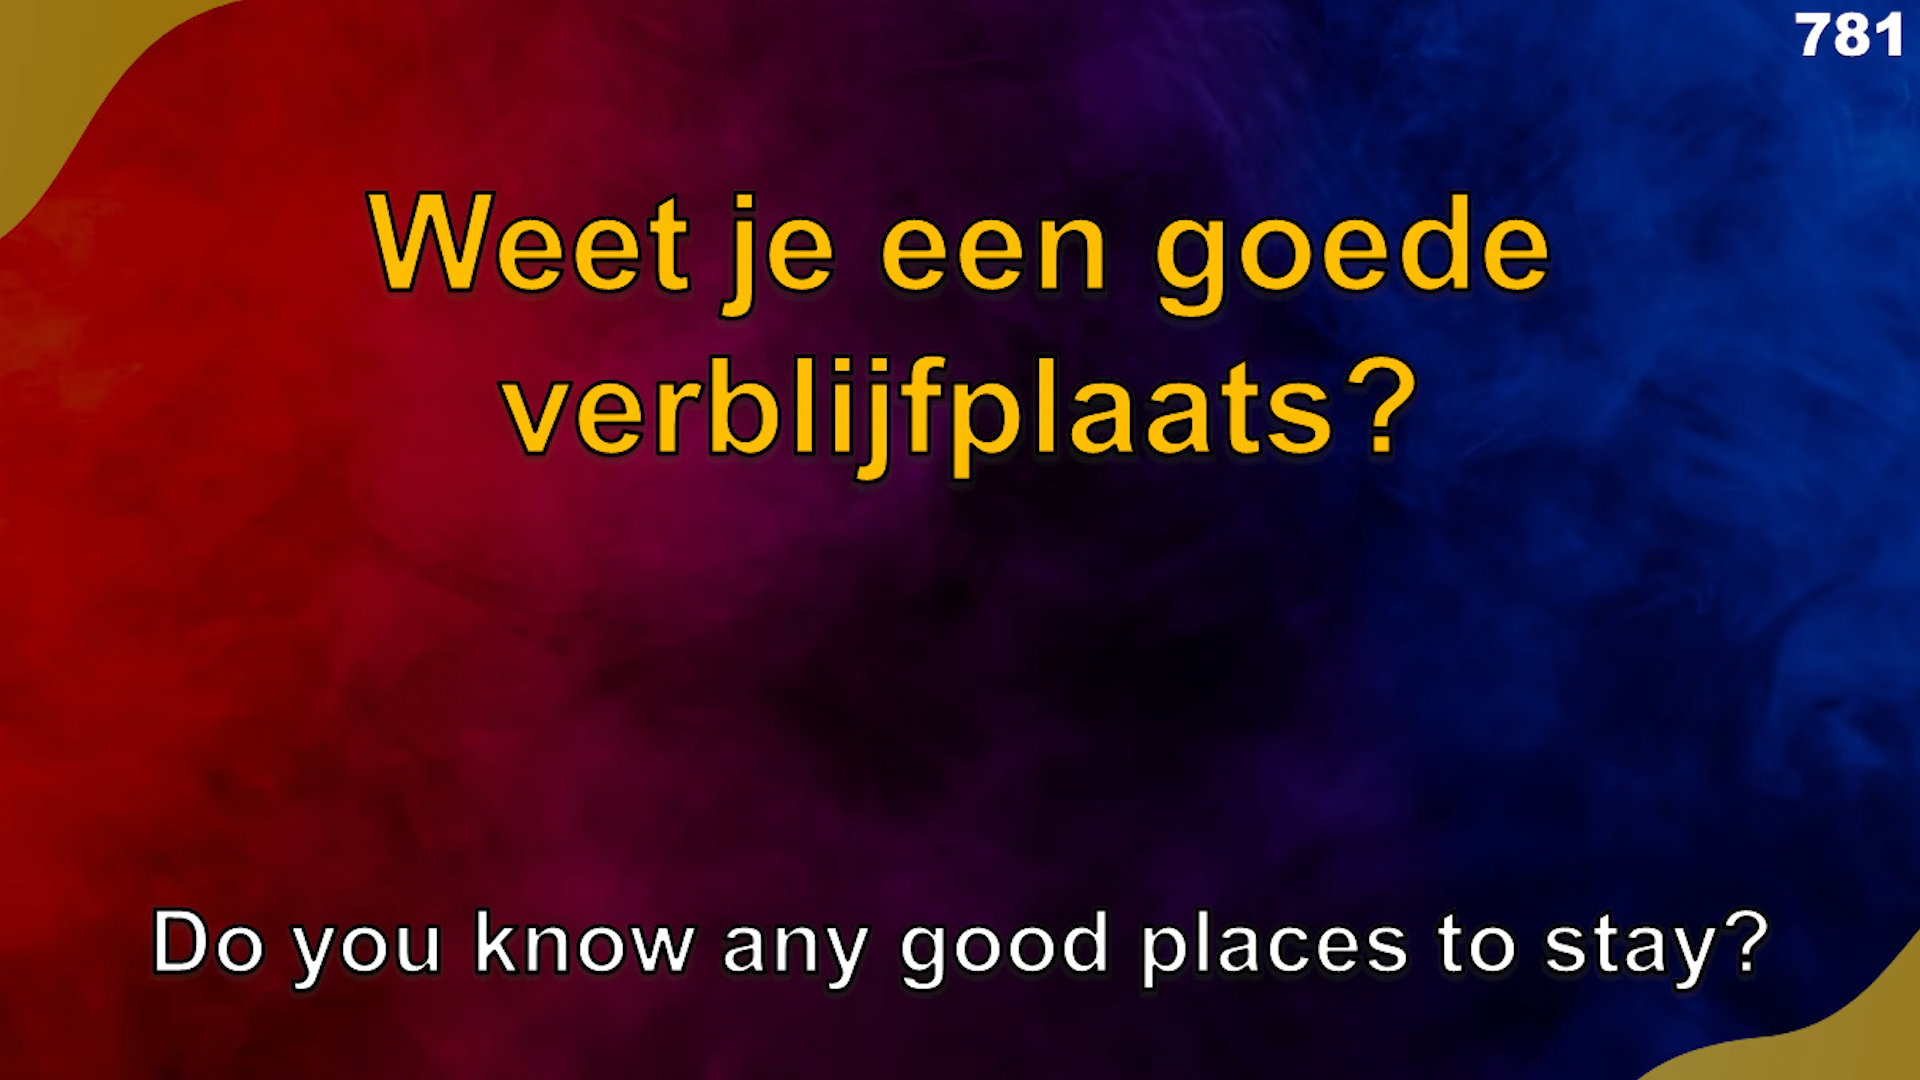 781
Weet je een goede
verblijfplaats?
Do you know any good places to stay?